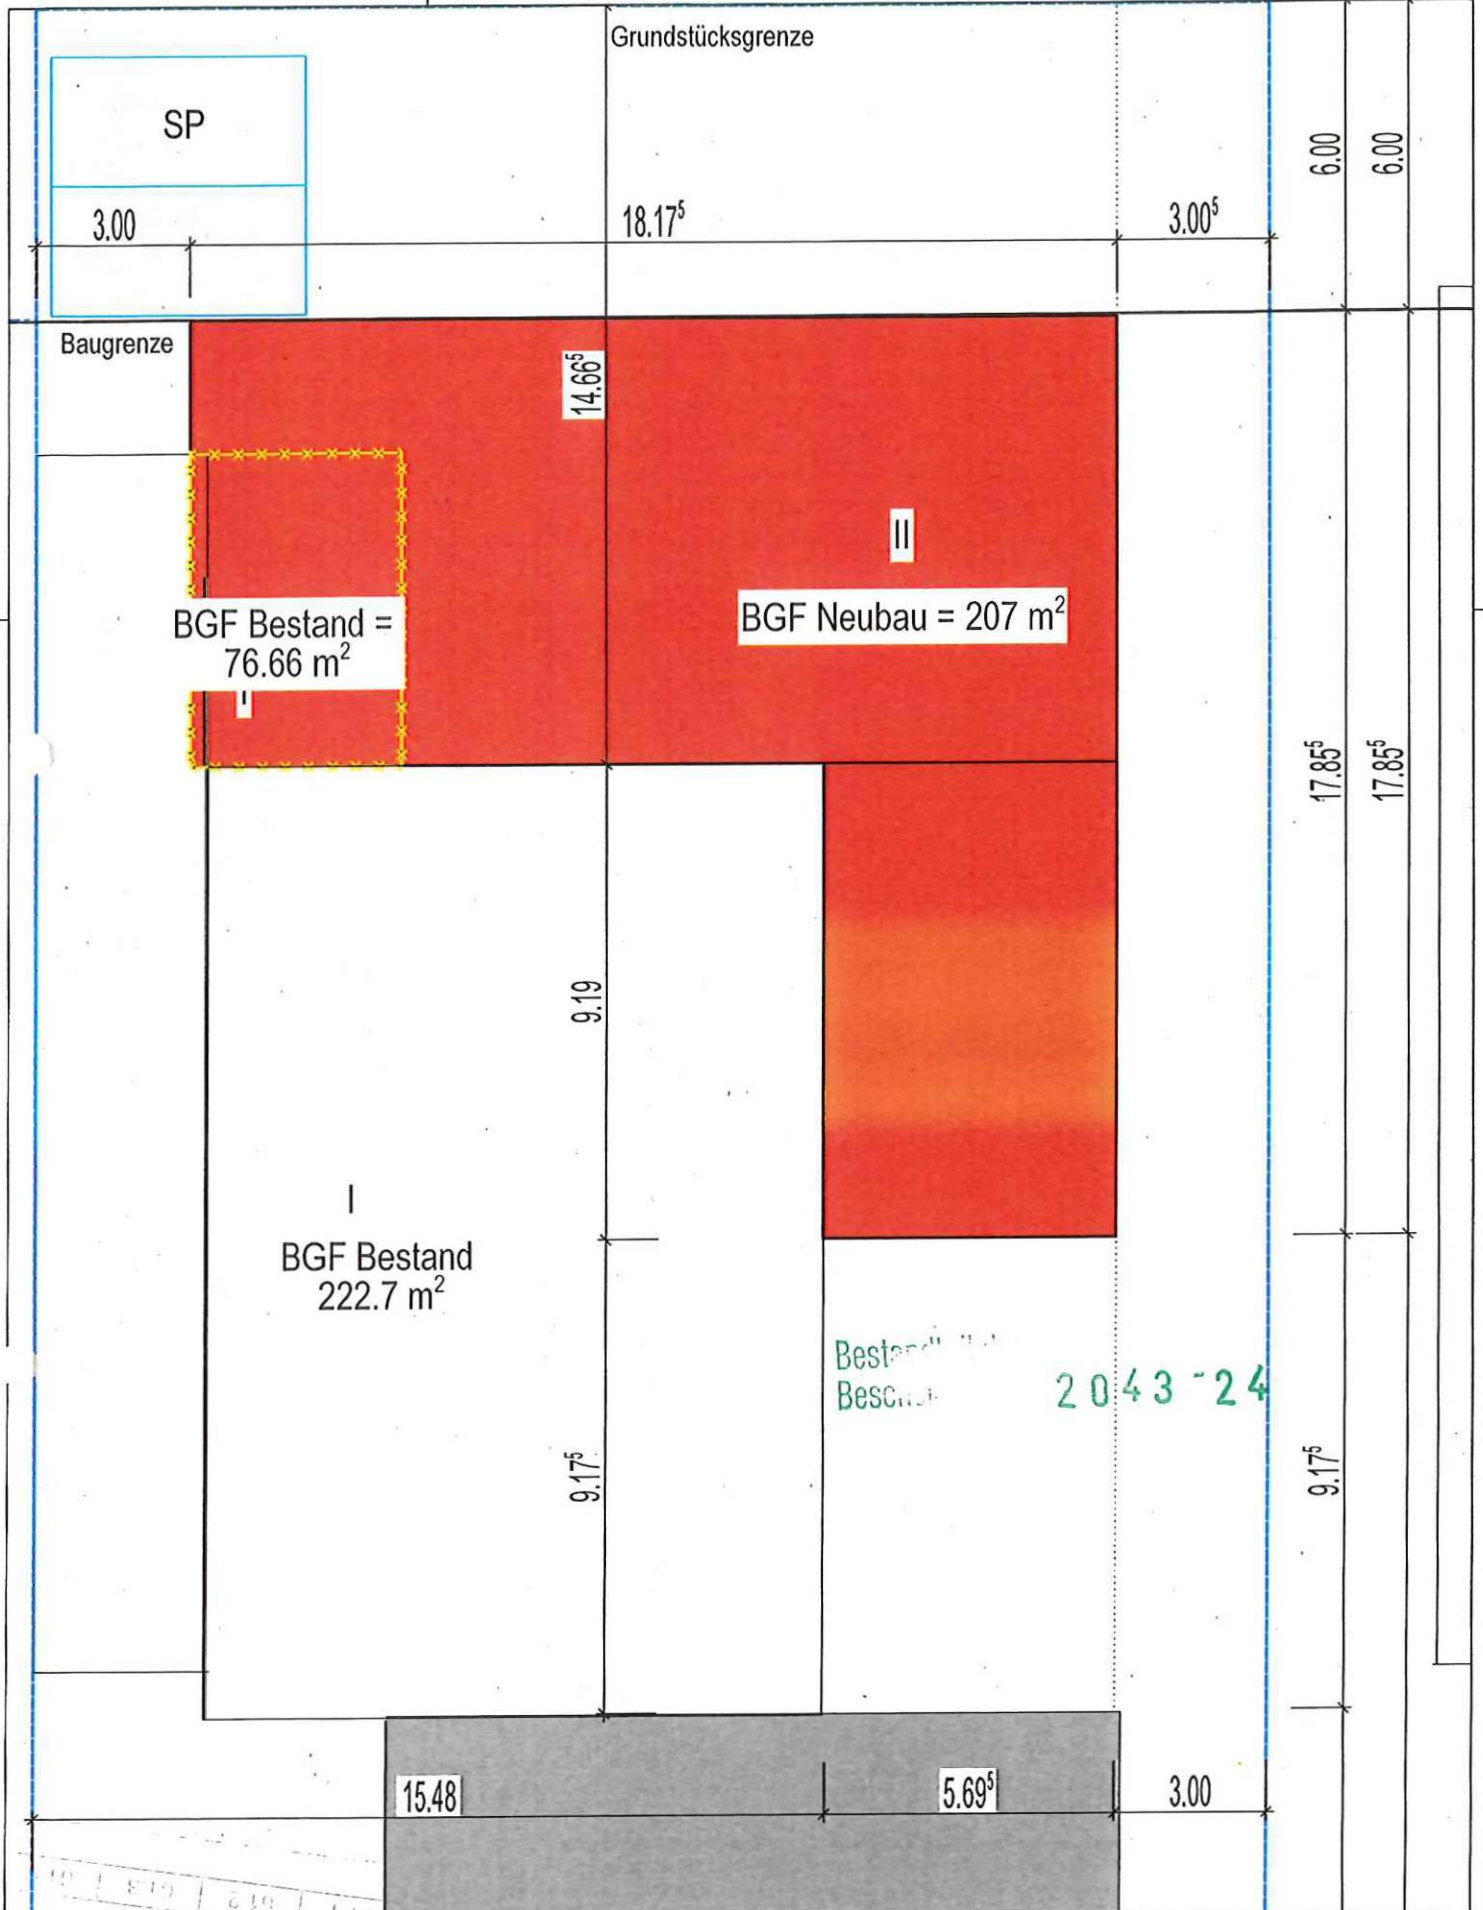 Grundstücksgrenze
SP
6.00
6.00
3.00
18.17⁵
3.00⁵
Baugrenze
14.66⁵
II
BGF Bestand =
76.66 m²
BGF Neubau = 207 m²
I
17.85⁵
17.85⁵
9.19
I
BGF Bestand
222.7 m²
2043-24
9.17⁵
9.17⁵
15.48
5.69⁵
3.00